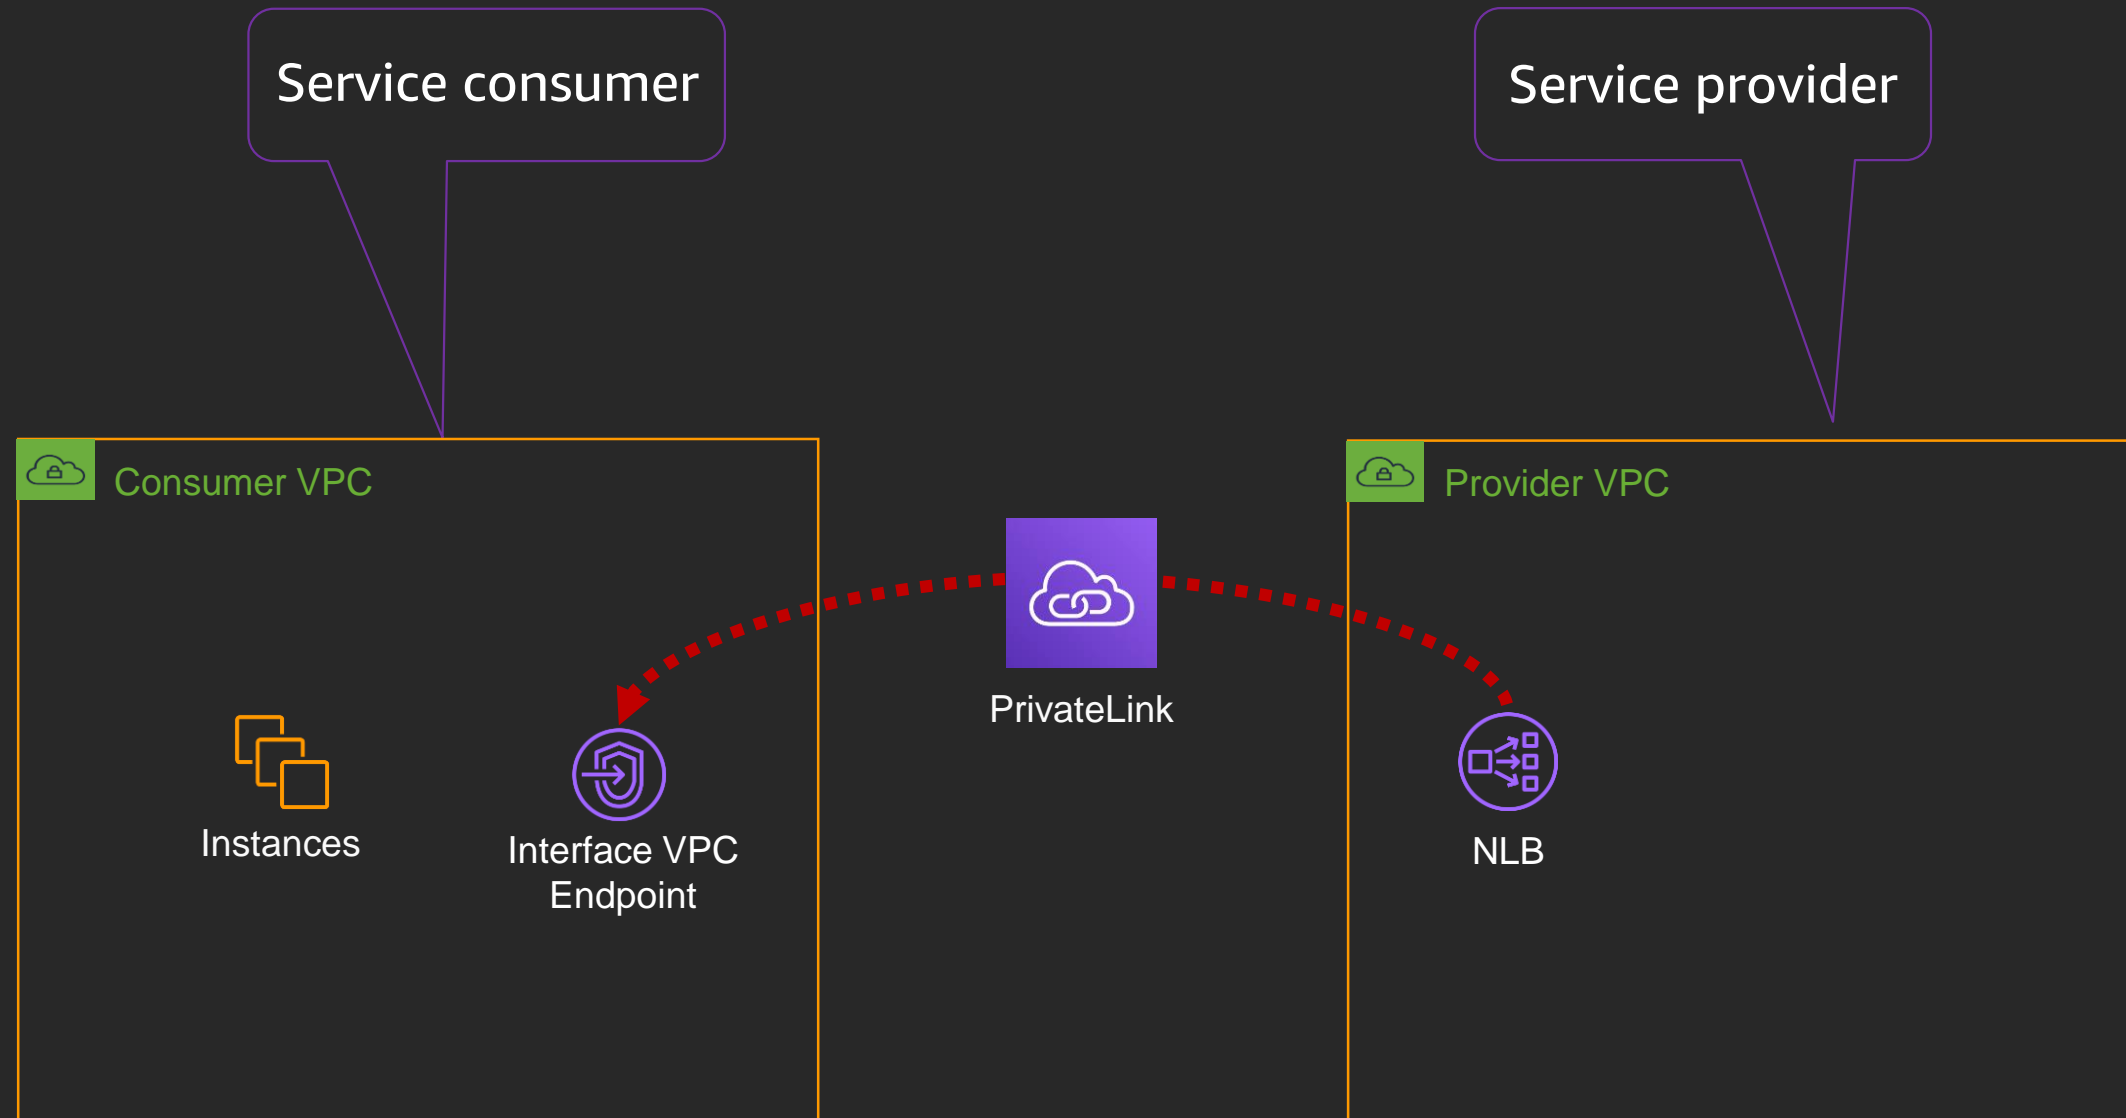 Service consumer
Service provider
Consumer VPC
Provider VPC
PrivateLink
Instances
Interface VPC
Endpoint
NLB